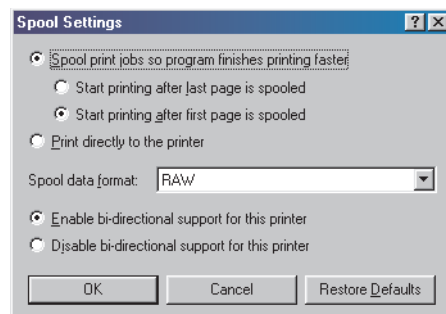 Spool Settings
Spool print jobs so program finishes printing faster
Start printing after last page is spooled
Start printing after first page is spooled
Print directly to the printer
Spool data format: RAW
Enable bi-directional support for this printer
Disable bi-directional support for this printer
OK Cancel Restore Defaults